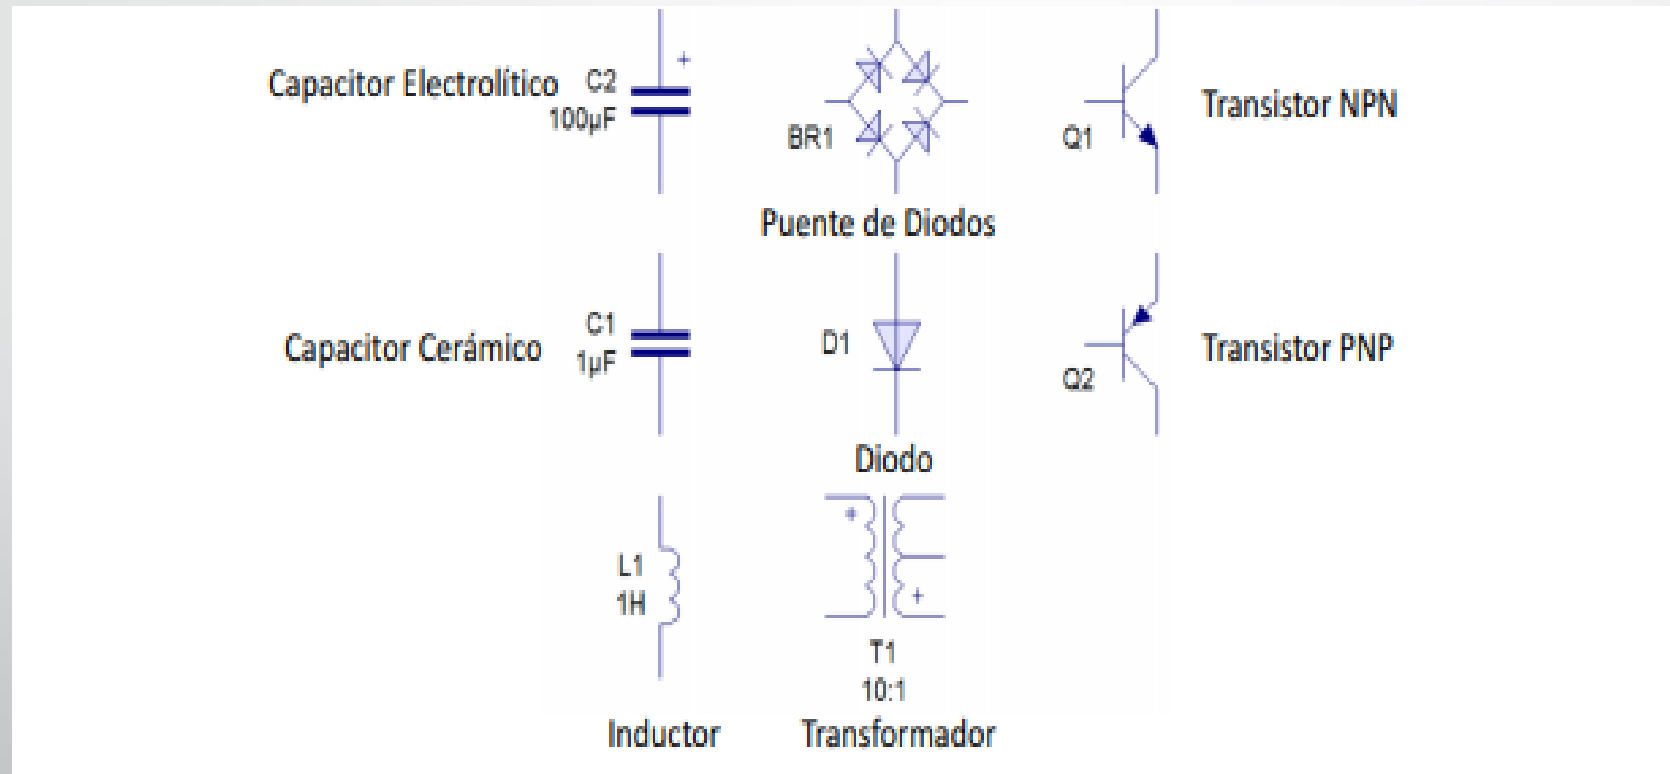 Capacitor Electrolítico
C2
100µF
+
BR1
Puente de Diodos
Q1
Transistor NPN
Capacitor Cerámico
C1
1µF
D1
Diodo
Q2
Transistor PNP
L1
1H
Inductor
+
+
T1
10:1
Transformador